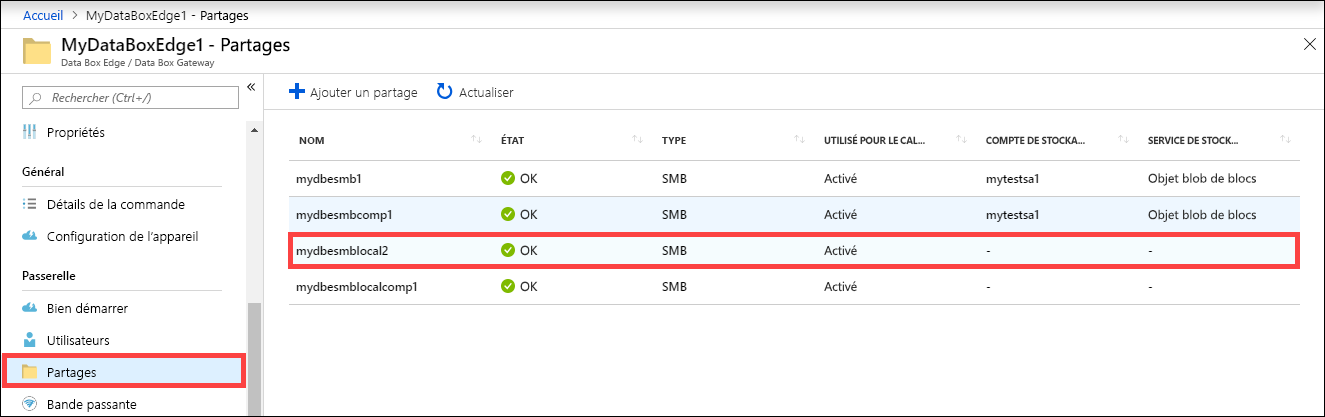 Accueil > MyDataBoxEdge1 - Partages
MyDataBoxEdge1 - Partages
Data Box Edge / Data Box Gateway
Rechercher (Ctrl+/)
Propriétés
Général
Détails de la commande
Configuration de l'appareil
Passerelle
Bien démarrer
Utilisateurs
Partages
Bande passante
Ajouter un partage Actualiser
NOM ÉTAT TYPE UTILISÉ POUR LE CAL... COMPTE DE STOCKA... SERVICE DE STOCK...
mydbesmb1 OK SMB Activé mytestsa1 Objet blob de blocs
mydbesmbcomp1 OK SMB Activé mytestsa1 Objet blob de blocs
mydbesmblocal2 OK SMB Activé - -
mydbesmblocalcomp1 OK SMB Activé - -